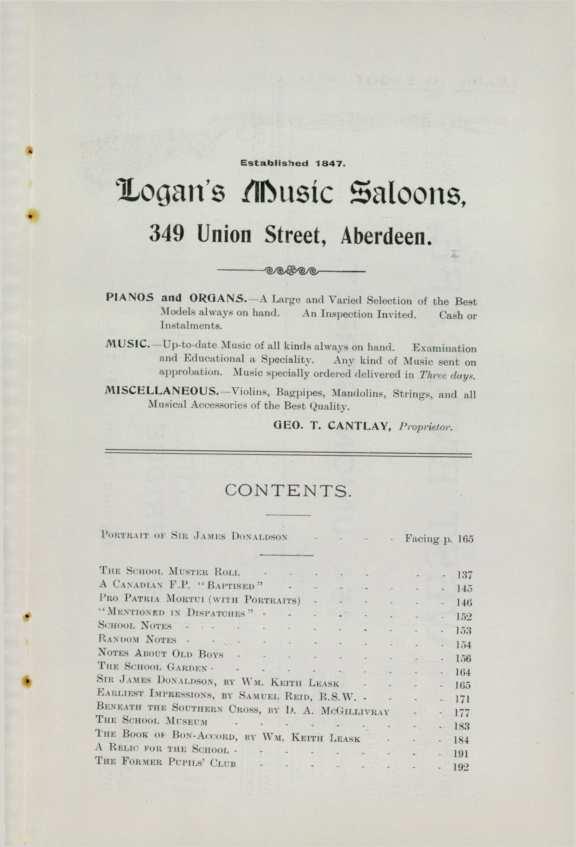 Established 1847.
Logan's Music Saloons,
349 Union Street, Aberdeen.
PIANOS and ORGANS.—A Large and Varied Selection of the Best
Models always on hand. An Inspection Invited. Cash or
Instalments.
MUSIC.—Up-to-date Music of all kinds always on hand. Examination
and Educational a Speciality. Any kind of Music sent on
approbation. Music specially ordered delivered in Three days.
MISCELLANEOUS.—Violins, Bagpipes, Mandolins, Strings, and all
Musical Accessories of the Best Quality.
GEO. T. CANTLAY, Proprietor.
CONTENTS.
Portrait of Sir James Donaldson - - - - Facing p. 165
The School Muster Roll - - - - - - - 137
A Canadian F.P. "Baptised" - - - - - - - 145
Pro Patria Mortui (with Portraits) - - - - - - 146
"Mentioned in Dispatches" - - - - - - - 152
School Notes - - - - - - - - - 153
Random Notes - - - - - - - - - 154
Notes About Old Boys - - - - - - - - 156
The School Garden - - - - - - - - 164
Sir James Donaldson, by Wm. Keith Leask - - - - 165
Earliest Impressions, by Samuel Reid, R.S.W. - - - - 171
Beneath the Southern Cross, by D. A. McGillivray - - 177
The School Museum - - - - - - - - 183
The Book of Bon-Accord, by Wm. Keith Leask - - - 184
A Relic for the School - - - - - - - - 191
The Former Pupils' Club - - - - - - - 192